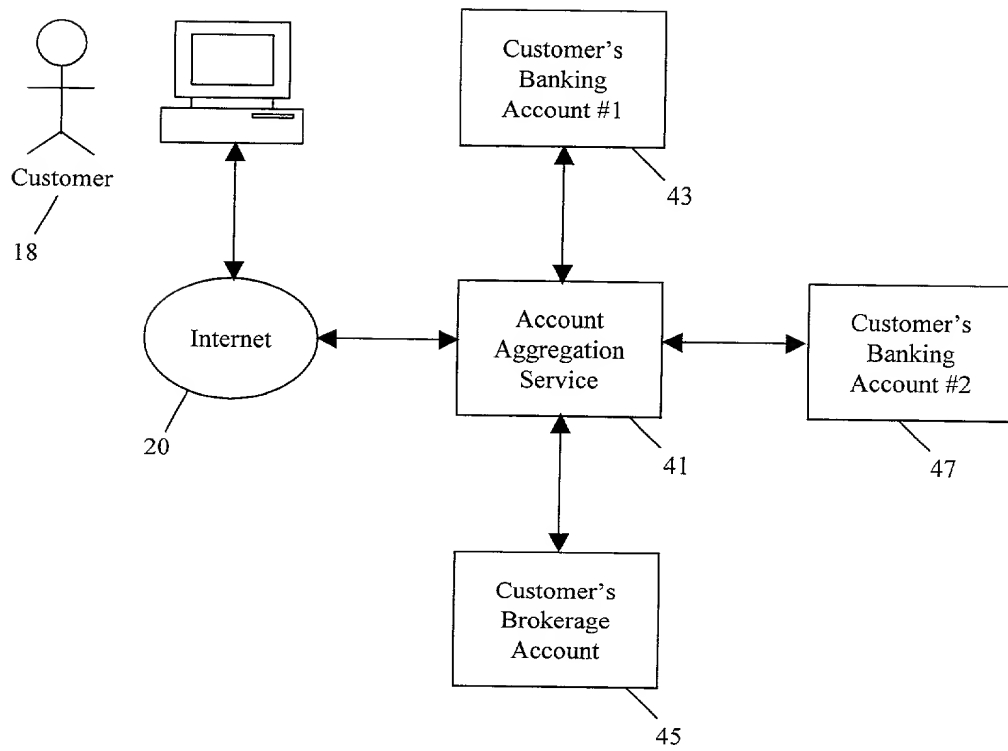 Customer's
Banking
Account #1
Customer
43
18
Internet
Account
Aggregation
Service
Customer's
Banking
Account #2
20
41
47
Customer's
Brokerage
Account
45